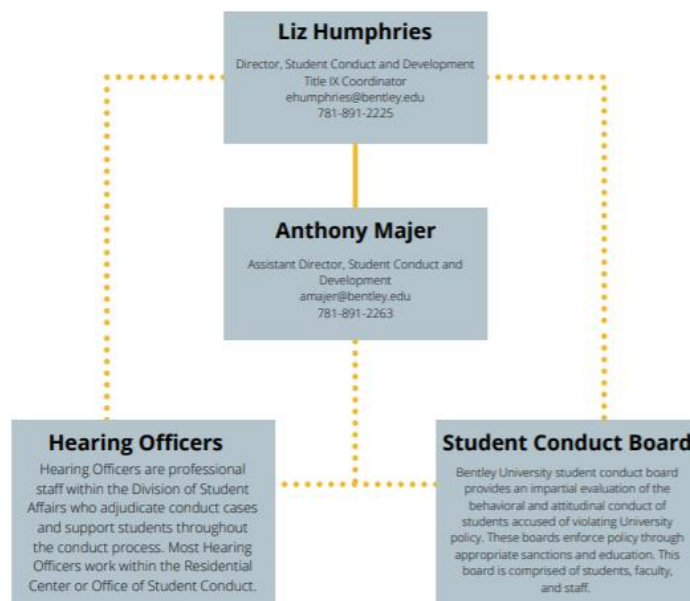 Liz Humphries
Director, Student Conduct and Development
Title IX Coordinator
ehumphries@bentley.edu
781-891-2225
Anthony Majer
Assistant Director, Student Conduct and
Development
amajer@bentley.edu
781-891-2263
Hearing Officers
Hearing Officers are professional
staff within the Division of Student
Affairs who adjudicate conduct cases
and support students throughout
the conduct process. Most Hearing
Officers work within the Residential
Center or Office of Student Conduct.
Student Conduct Board
Bentley University student conduct board
provides an impartial evaluation of the
behavioral and attitudinal conduct of
students accused of violating University
policy. These boards enforce policy through
appropriate sanctions and education. This
board is comprised of students, faculty,
and staff.